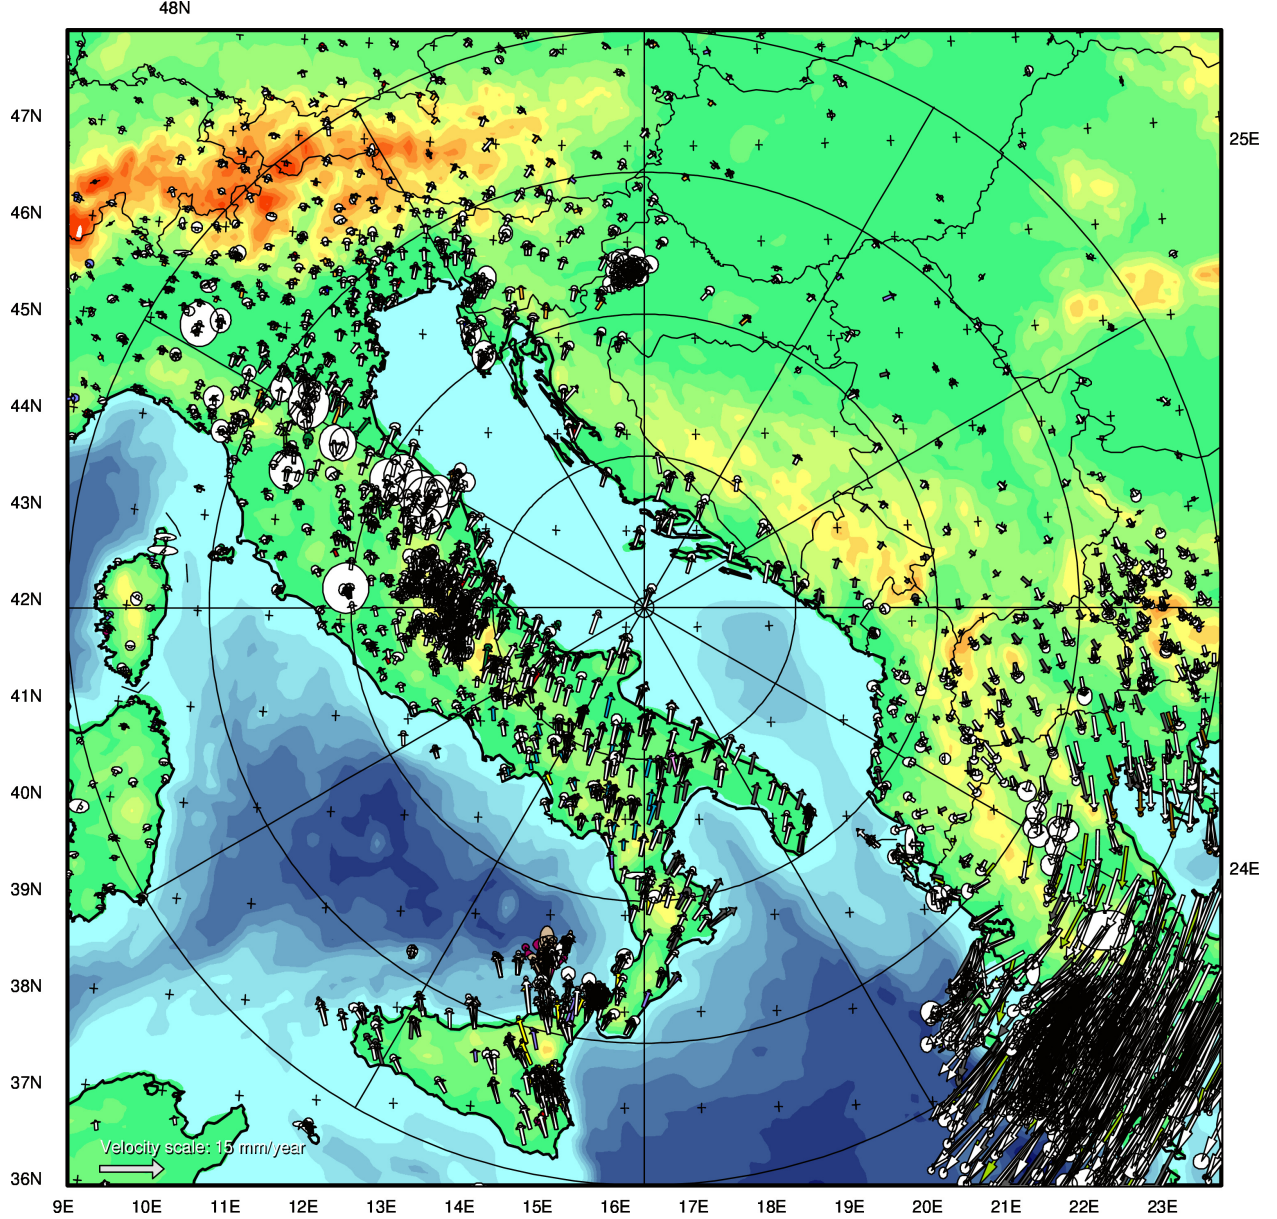 48N
47N
25E
46N
45N
44N
43N
42N
41N
40N
24E
39N
38N
37N
Velocity scale: 15 mm/year
36N
9E 10E 11E 12E 13E 14E 15E 16E 17E 18E 19E 20E 21E 22E 23E